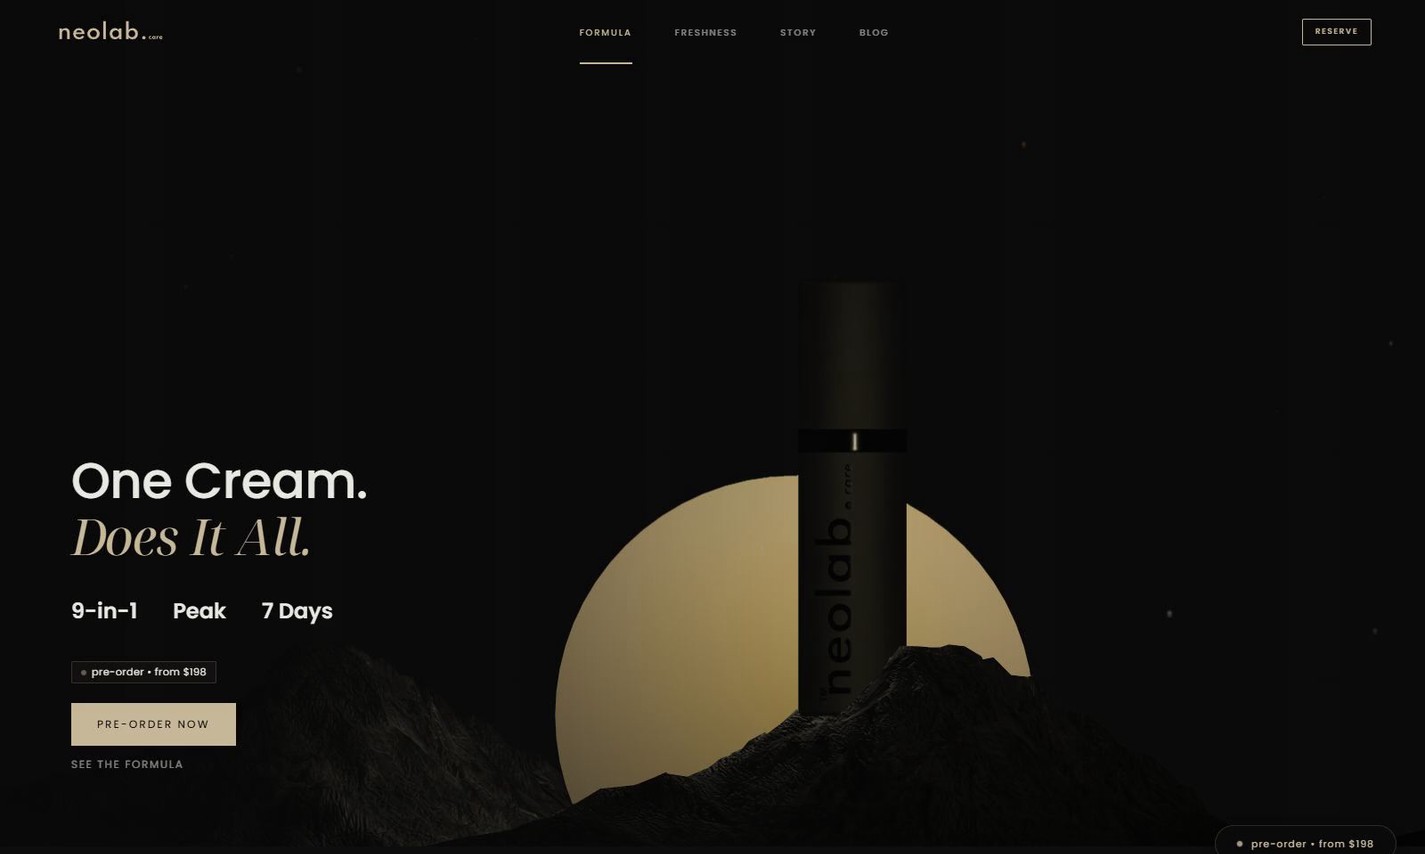 neolab.care
FORMULA FRESHNESS STORY BLOG
RESERVE
One Cream.
Does It All.
9-in-1 Peak 7 Days
pre-order • from $198
PRE-ORDER NOW
SEE THE FORMULA
neolab.care
pre-order • from $198